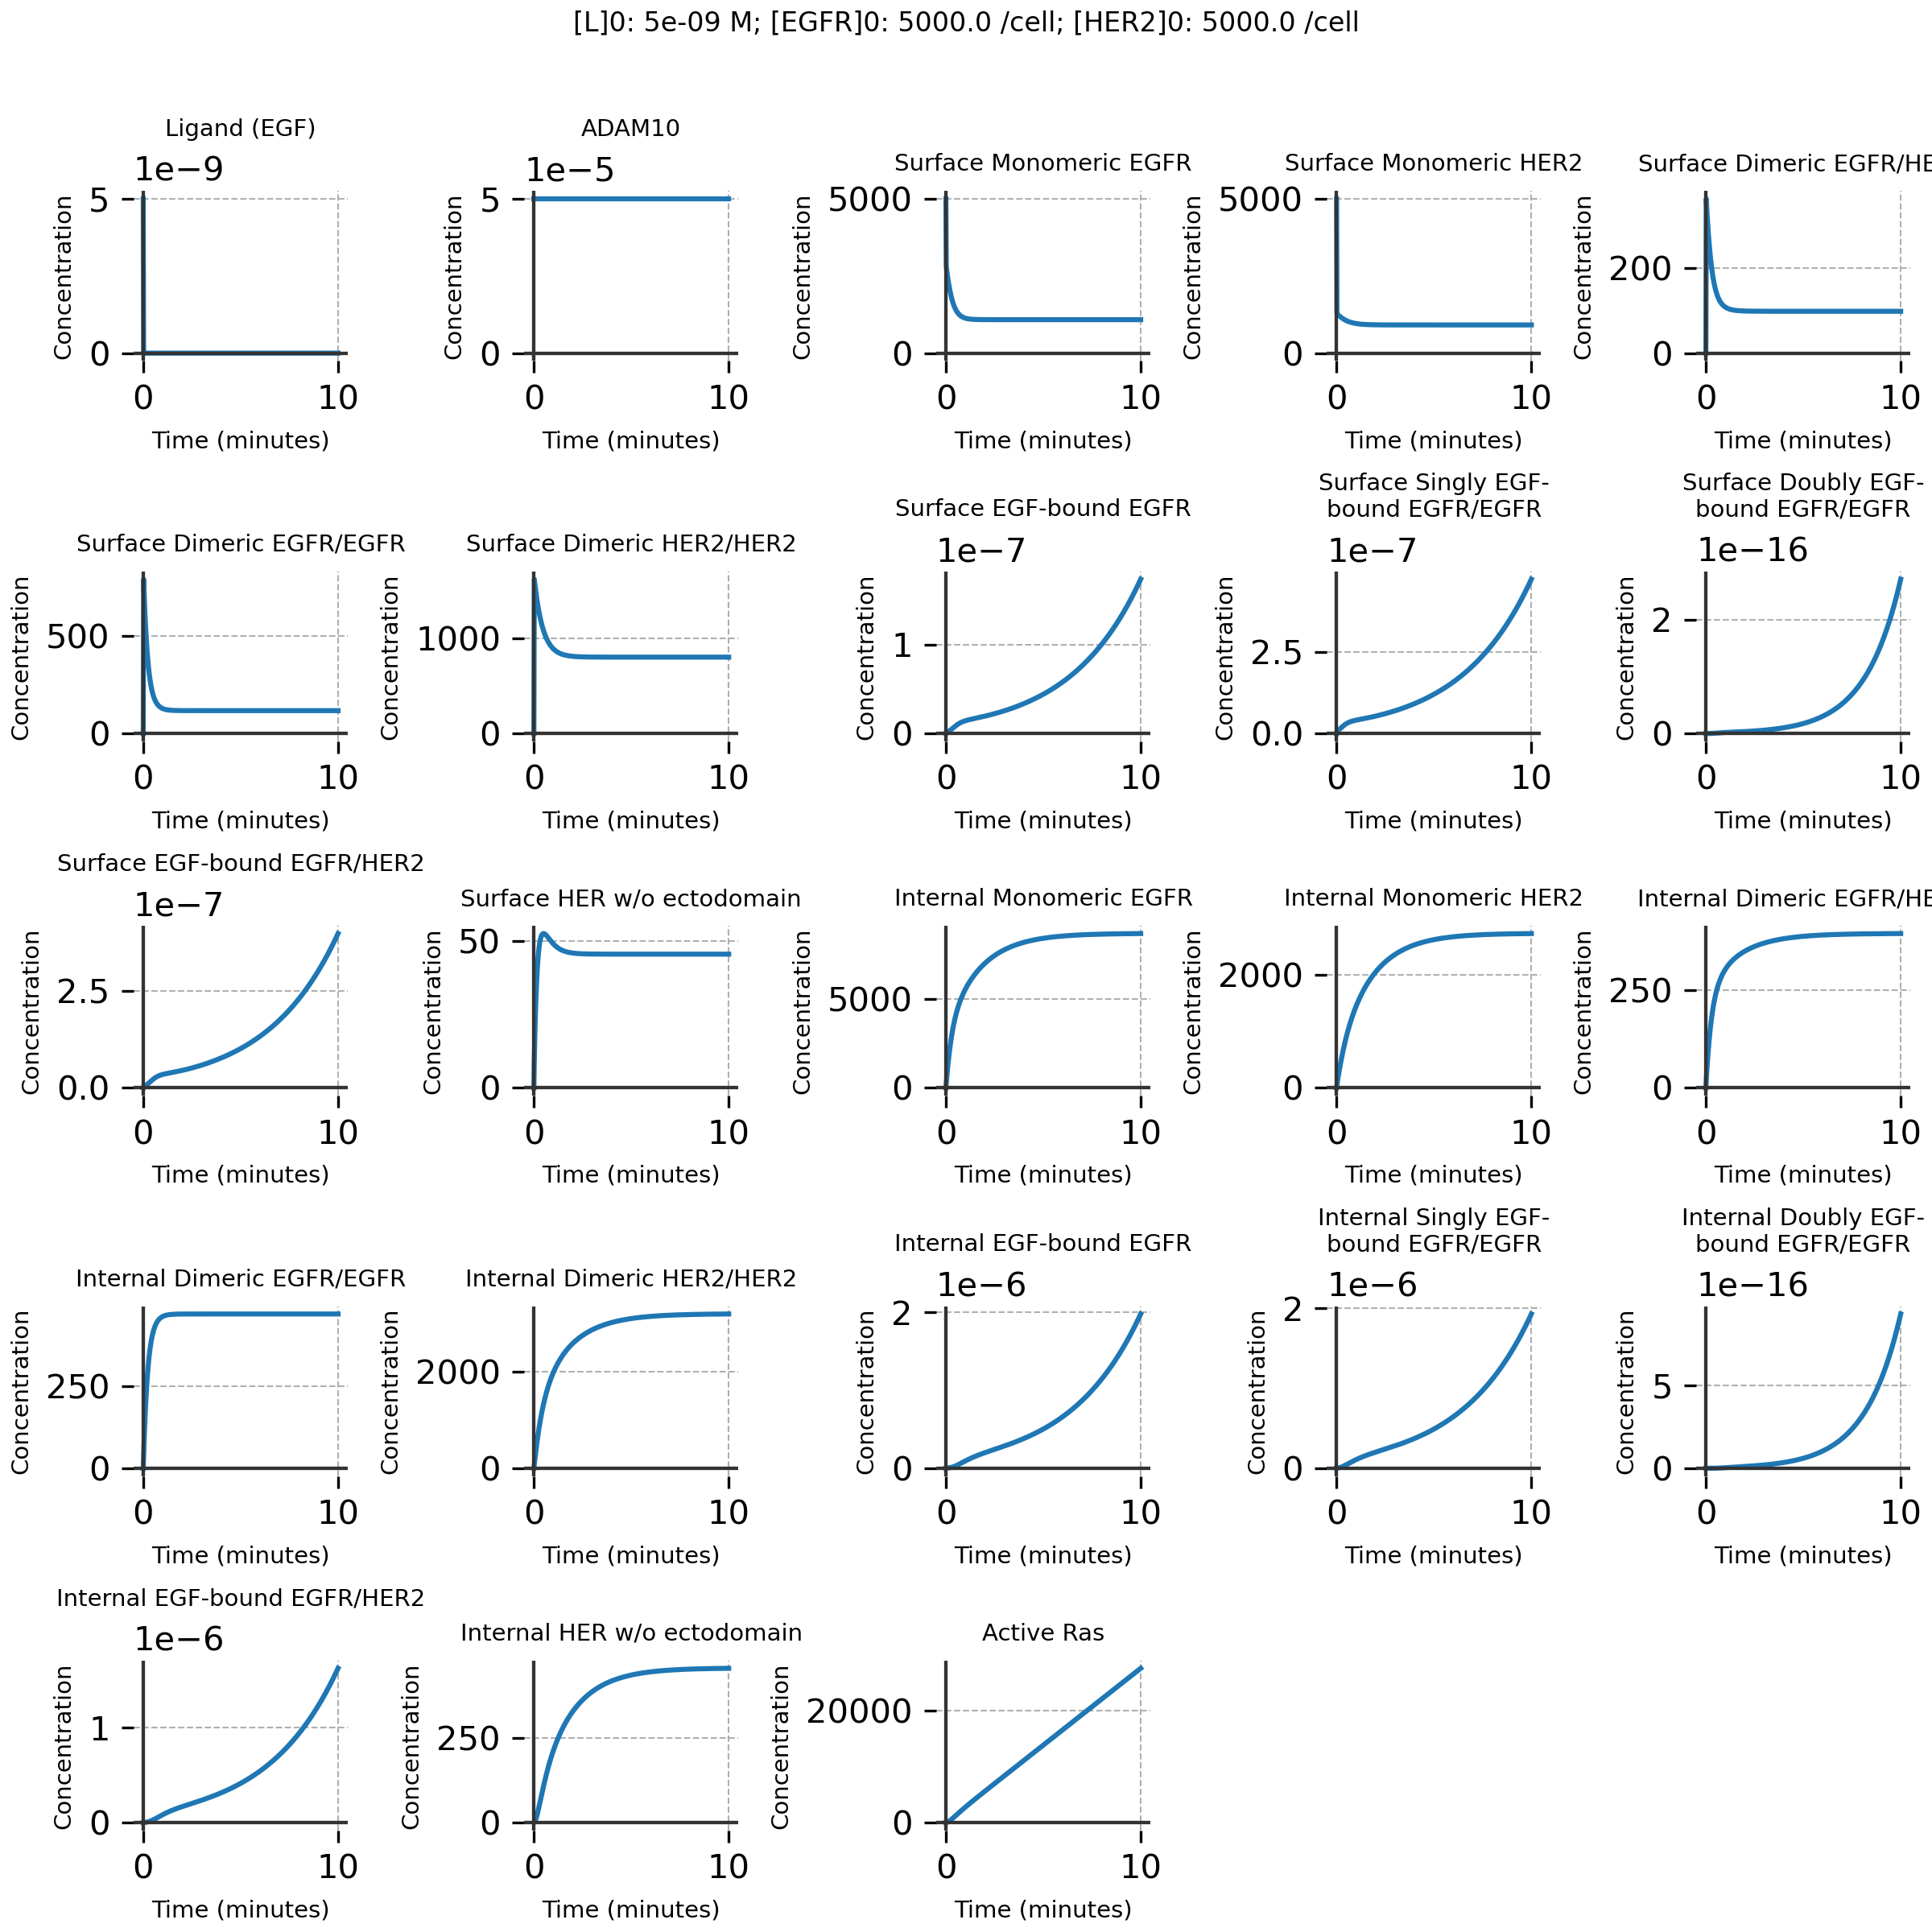 [L]0: 5e-09 M; [EGFR]0: 5000.0 /cell; [HER2]0: 5000.0 /cell
Ligand (EGF)
1e−9
Concentration
5
0
0
10
Time (minutes)
ADAM10
1e−5
Concentration
5
0
0
10
Time (minutes)
Surface Monomeric EGFR
Concentration
5000
0
0
10
Time (minutes)
Surface Monomeric HER2
Concentration
5000
0
0
10
Time (minutes)
Surface Dimeric EGFR/HE
Concentration
200
0
0
10
Time (minutes)
Surface Dimeric EGFR/EGFR
Concentration
500
0
0
10
Time (minutes)
Surface Dimeric HER2/HER2
Concentration
1000
0
0
10
Time (minutes)
Surface EGF-bound EGFR
1e−7
Concentration
1
0
0
10
Time (minutes)
Surface Singly EGF-
bound EGFR/EGFR
1e−7
Concentration
2.5
0.0
0
10
Time (minutes)
Surface Doubly EGF-
bound EGFR/EGFR
1e−16
Concentration
2
0
0
10
Time (minutes)
Surface EGF-bound EGFR/HER2
1e−7
Concentration
2.5
0.0
0
10
Time (minutes)
Surface HER w/o ectodomain
Concentration
50
0
0
10
Time (minutes)
Internal Monomeric EGFR
Concentration
5000
0
0
10
Time (minutes)
Internal Monomeric HER2
Concentration
2000
0
0
10
Time (minutes)
Internal Dimeric EGFR/HE
Concentration
250
0
0
10
Time (minutes)
Internal Dimeric EGFR/EGFR
Concentration
250
0
0
10
Time (minutes)
Internal Dimeric HER2/HER2
Concentration
2000
0
0
10
Time (minutes)
Internal EGF-bound EGFR
1e−6
Concentration
2
0
0
10
Time (minutes)
Internal Singly EGF-
bound EGFR/EGFR
1e−6
Concentration
2
0
0
10
Time (minutes)
Internal Doubly EGF-
bound EGFR/EGFR
1e−16
Concentration
5
0
0
10
Time (minutes)
Internal EGF-bound EGFR/HER2
1e−6
Concentration
1
0
0
10
Time (minutes)
Internal HER w/o ectodomain
Concentration
250
0
0
10
Time (minutes)
Active Ras
Concentration
20000
0
0
10
Time (minutes)